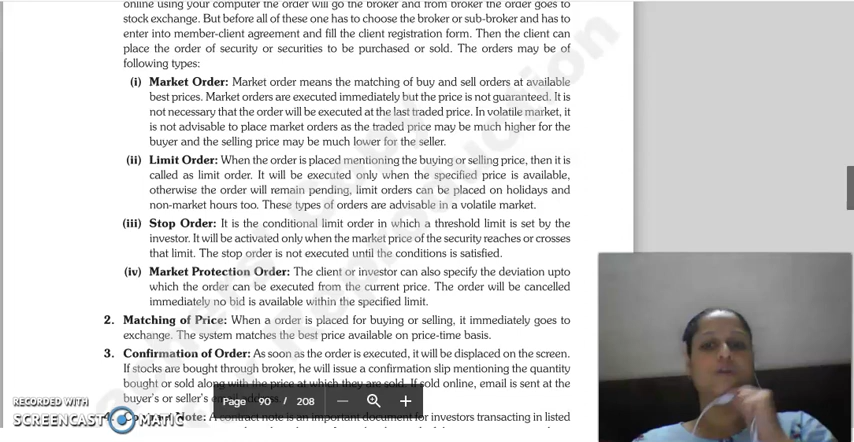 online using your computer the order will go the broker and from broker the order goes to
stock exchange. But before all of these one has to choose the broker or sub-broker and has to
enter into member-client agreement and fill the client registration form. Then the client can
place the order of security or securities to be purchased or sold. The orders may be of
following types:
(i) Market Order: Market order means the matching of buy and sell orders at available
best prices. Market orders are executed immediately but the price is not guaranteed. It is
not necessary that the order will be executed at the last traded price. In volatile market, it
is not advisable to place market orders as the traded price may be much higher for the
buyer and the selling price may be much lower for the seller.
(ii) Limit Order: When the order is placed mentioning the buying or selling price, then it is
called as limit order. It will be executed only when the specified price is available,
otherwise the order will remain pending, limit orders can be placed on holidays and
non-market hours too. These types of orders are advisable in a volatile market.
(iii) Stop Order: It is the conditional limit order in which a threshold limit is set by the
investor. It will be activated only when the market price of the security reaches or crosses
that limit. The stop order is not executed until the conditions is satisfied.
(iv) Market Protection Order: The client or investor can also specify the deviation upto
which the order can be executed from the current price. The order will be cancelled
immediately no bid is available within the specified limit.
2. Matching of Price: When a order is placed for buying or selling, it immediately goes to
exchange. The system matches the best price available on price-time basis.
3. Confirmation of Order: As soon as the order is executed, it will be displaced on the screen.
If stocks are bought through broker, he will issue a confirmation slip mentioning the quantity
bought or sold along with the price at which they are sold. If sold online, email is sent at the
buyer's or seller's
Page 90 / 208
Note: A contract note is an important document for investors transacting in listed
RECORDED WITH
SCREENCAST MATIC